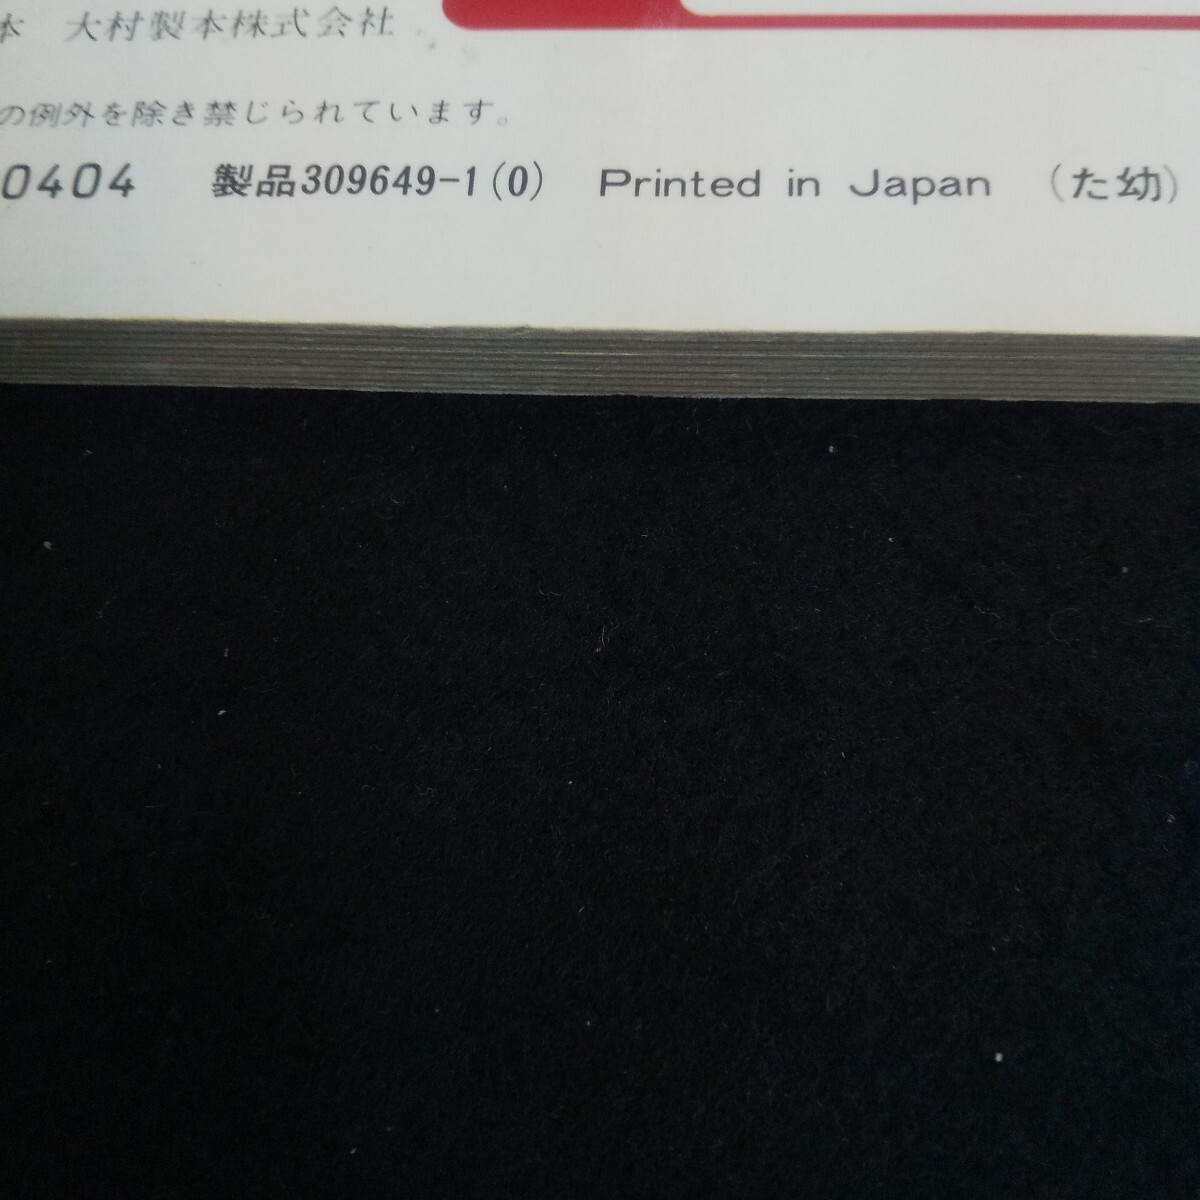 本 大村製本株式会社
の例外を除き禁じられています。
0404 製品309649-1(0) Printed in Japan (た幼)